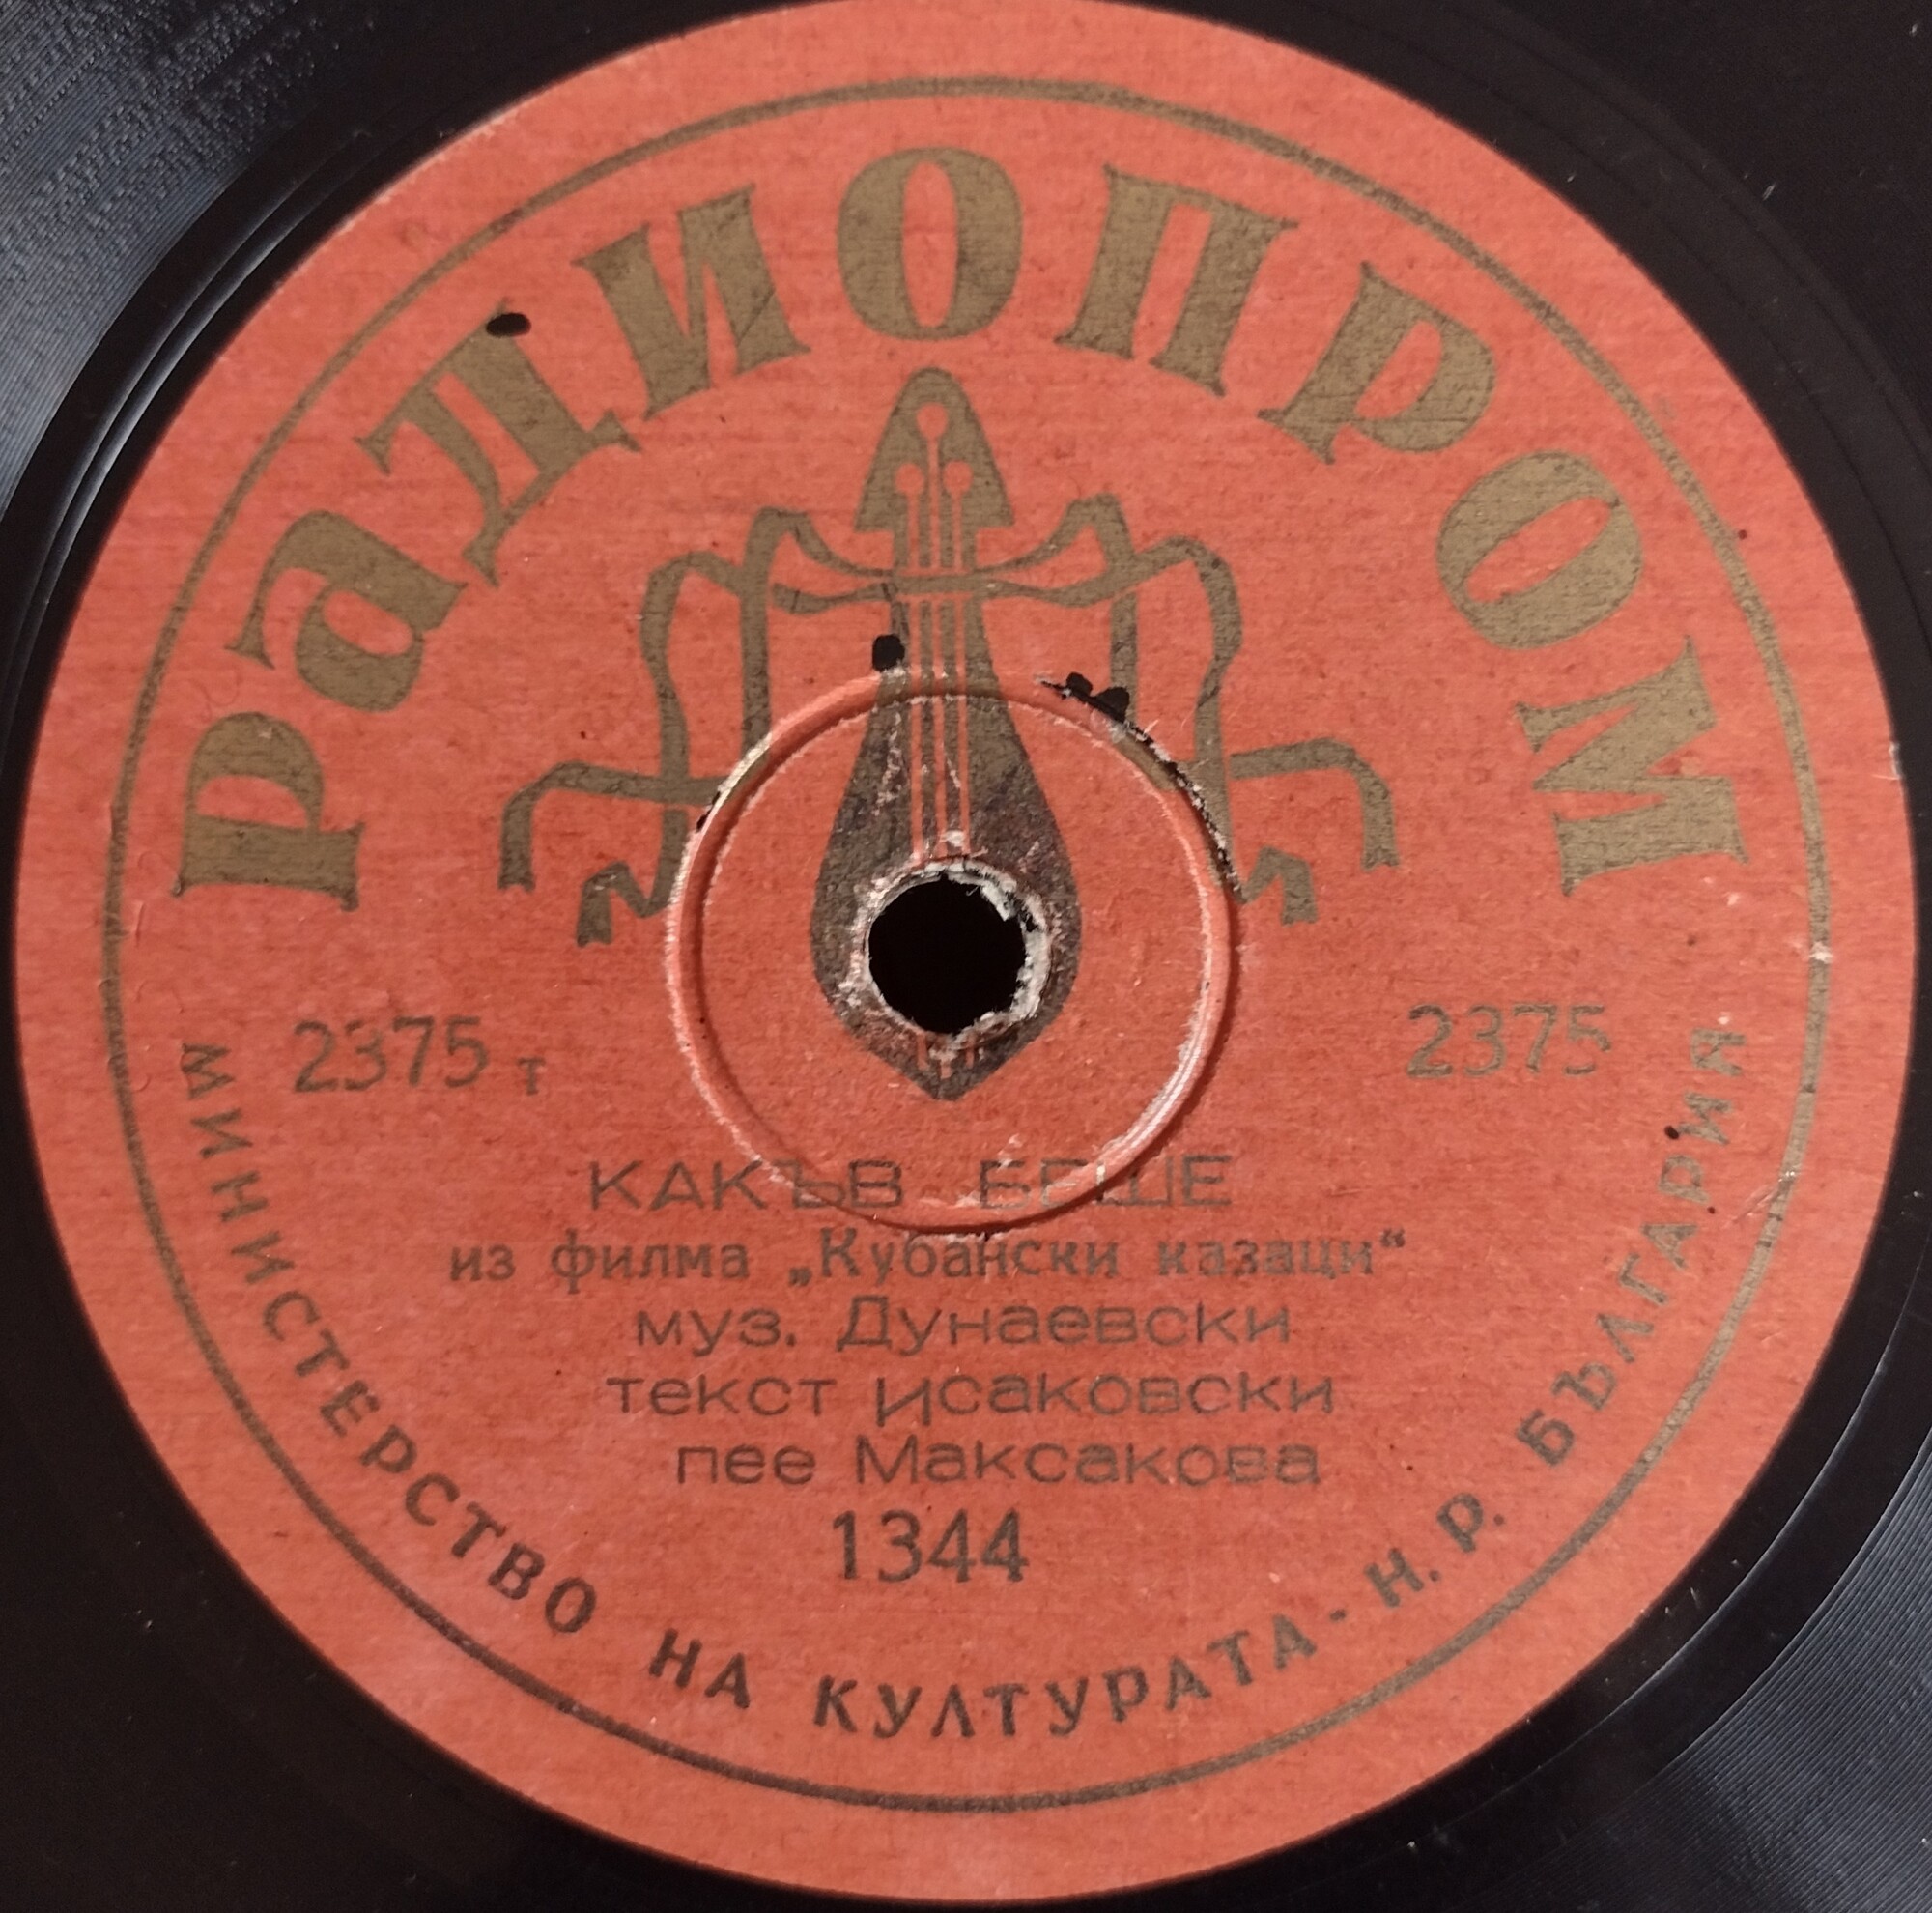 РаДИОПРОМ
2375 т
2375
КАКЪВ БЕШЕ
из филма „Кубански казаци“
муз. Дунаевски
текст Исаковски
пее Максакова
1344
МИНИСТЕРСТВО НА КУЛТУРАТА - Н. Р. БЪЛГАРИЯ